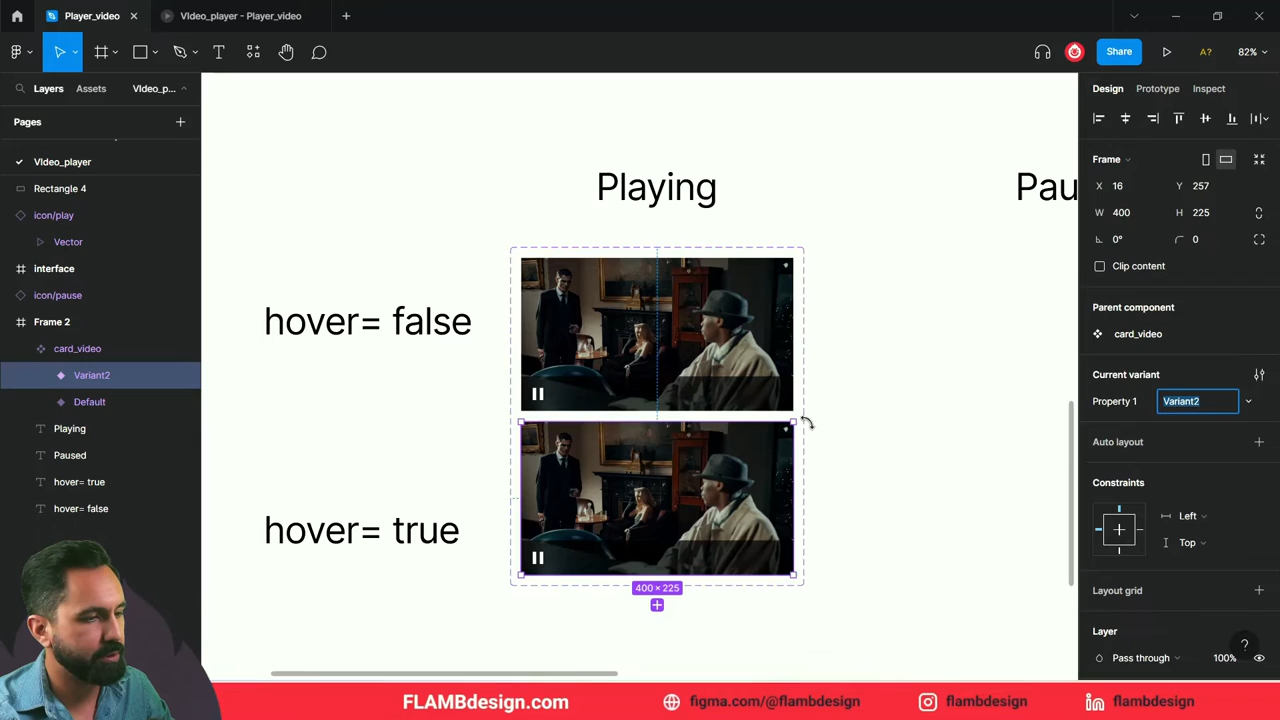 Player_video
VIdeo_player - Player_video
Share
A?
82%
Layers
Assets
VIdeo_p...
Pages
VIdeo_player
Rectangle 4
icon/play
Vector
interface
icon/pause
Frame 2
card_video
Variant2
Default
Playing
Paused
hover= true
hover= false
Playing
Pau
hover= false
hover= true
400 × 225
Design
Prototype
Inspect
Frame
X 16
Y 257
W 400
H 225
0°
0
Clip content
Parent component
card_video
Current variant
Property 1
Variant2
Auto layout
Constraints
Left
Top
Layout grid
Layer
?
Pass through
100%
FLAMBdesign.com
figma.com/@flambdesign
flambdesign
flambdesign